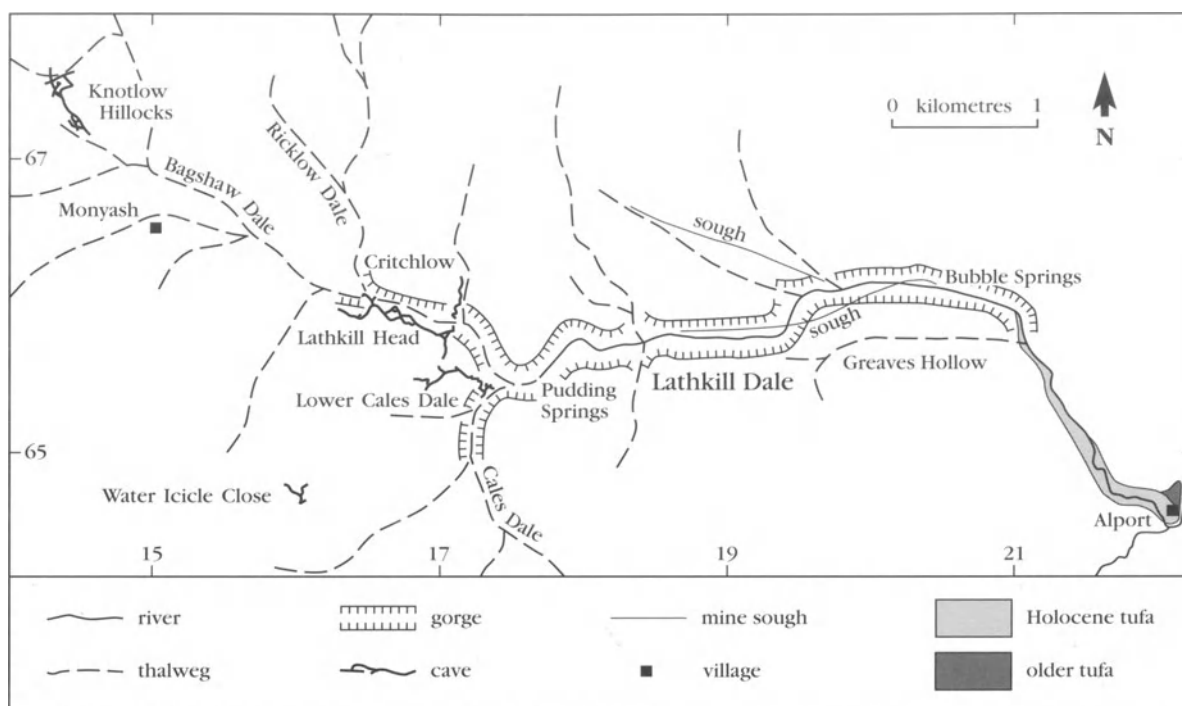 Knotlow
Hillocks
0 kilometres 1
N
67
Bagshaw Dale
Ricklow Dale
Monyash
sough
Critchlow
Bubble Springs
Lathkill Head
sough
Greaves Hollow
Lathkill Dale
Pudding
Springs
Lower Cales Dale
65
Cales Dale
Water Icicle Close
Alport
15
17
19
21
river
gorge
mine sough
Holocene tufa
thalweg
cave
village
older tufa